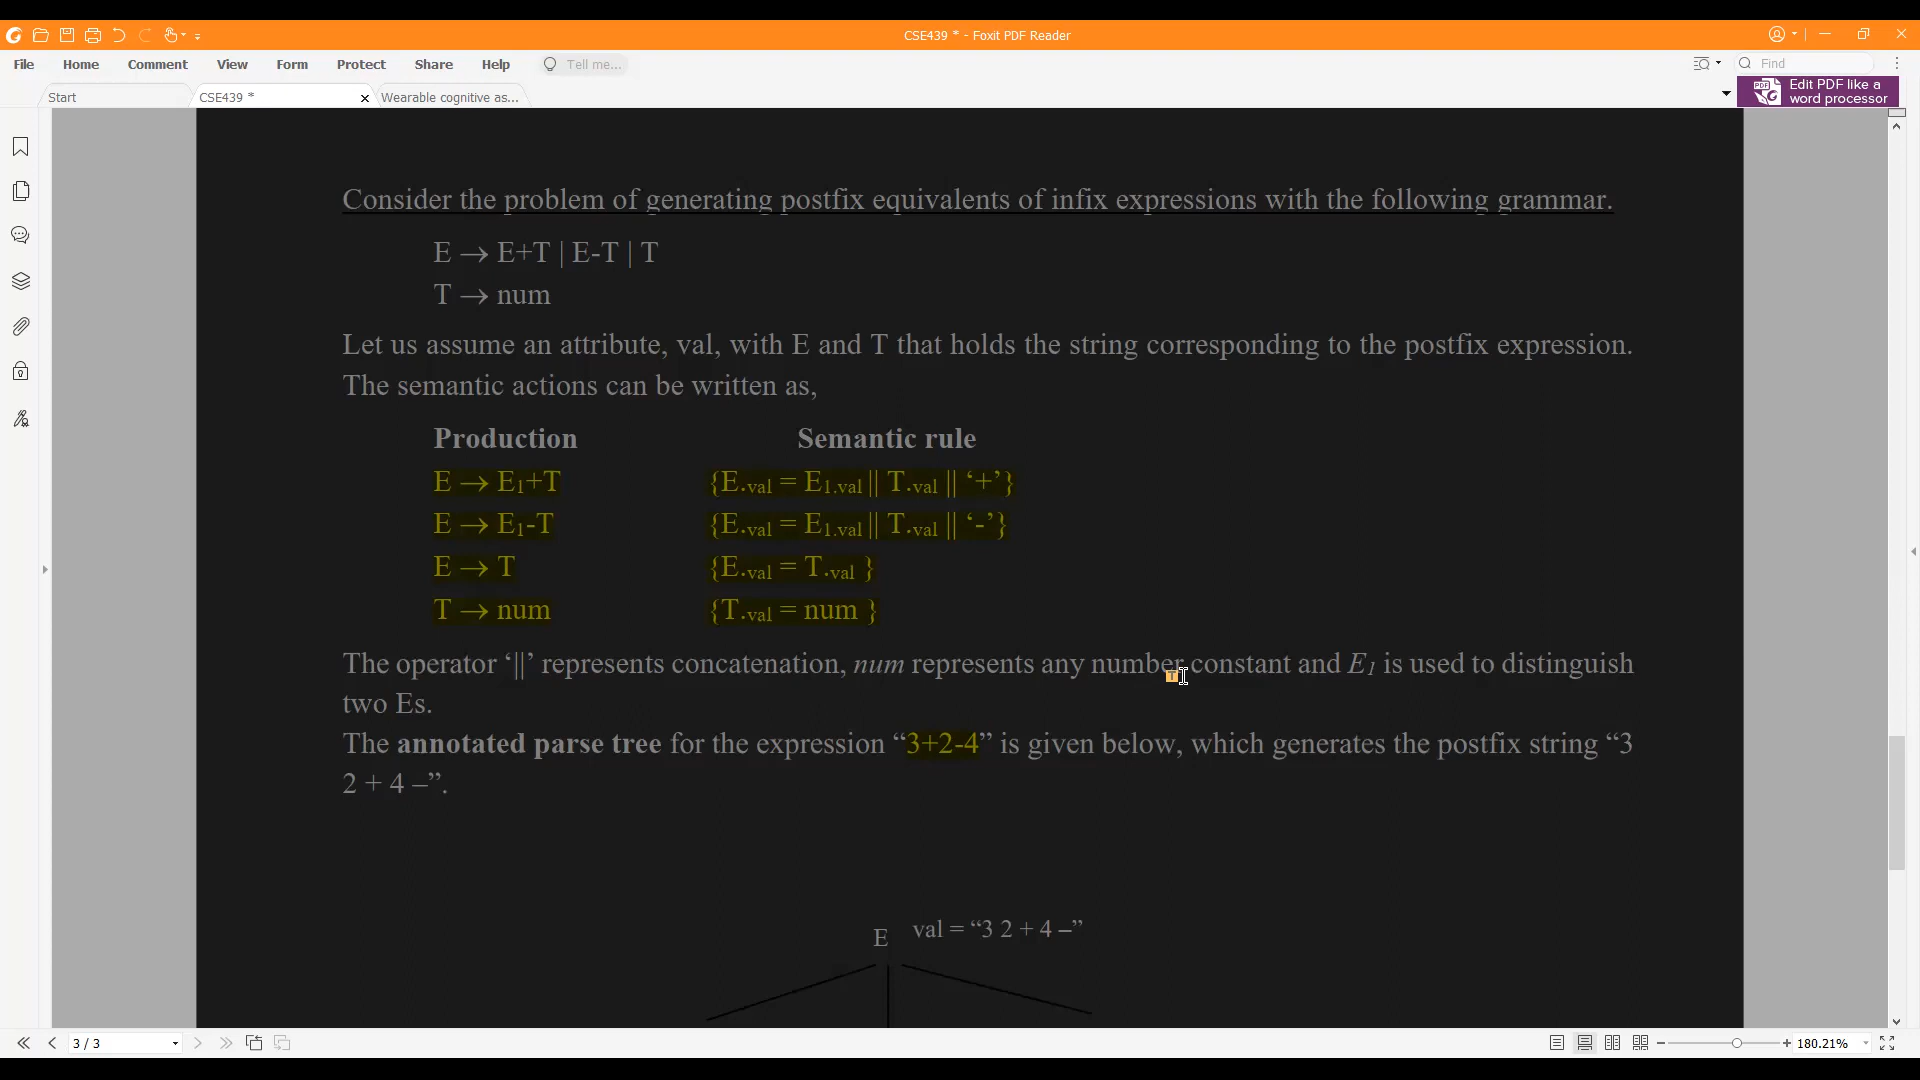 CSE439 * - Foxit PDF Reader
File Home Comment View Form Protect Share Help Tell me... Find
Start CSE439 * Wearable cognitive as...
Edit PDF like a
word processor
Consider the problem of generating postfix equivalents of infix expressions with the following grammar.
E → E+T | E-T | T
T → num
Let us assume an attribute, val, with E and T that holds the string corresponding to the postfix expression.
The semantic actions can be written as,
Production Semantic rule
E → E₁+T {E.val = E₁.val || T.val || ‘+’}
E → E₁-T {E.val = E₁.val || T.val || ‘-’}
E → T {E.val = T.val }
T → num {T.val = num }
The operator ‘||’ represents concatenation, num represents any number constant and E₁ is used to distinguish
two Es.
The annotated parse tree for the expression “3+2-4” is given below, which generates the postfix string “3
2 + 4 –”.
E val = “3 2 + 4 –”
3 / 3 180.21%